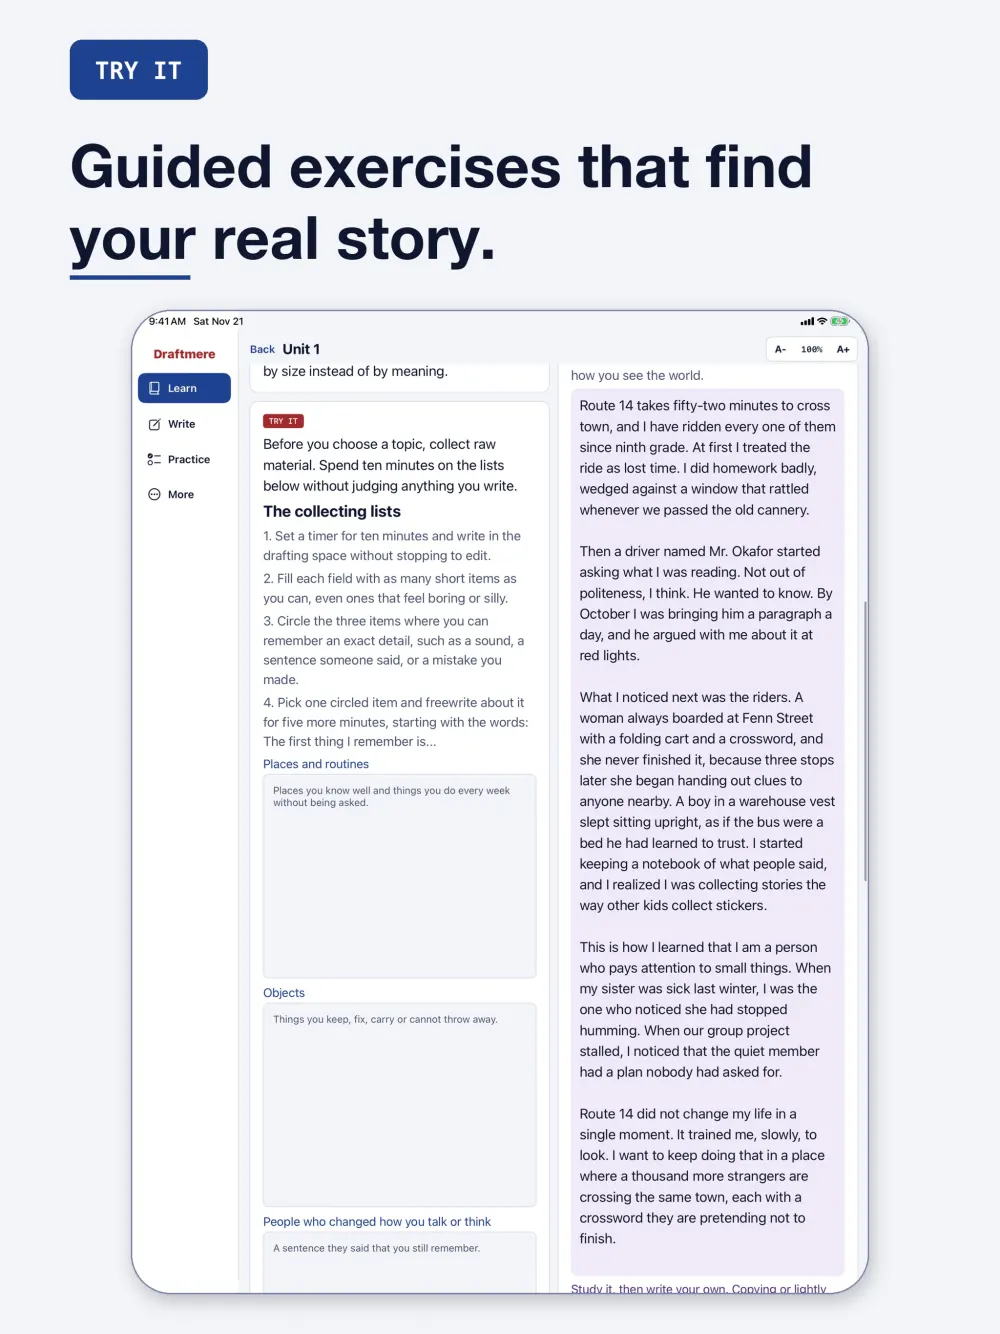 TRY IT
Guided exercises that find
your real story.
9:41 AM Sat Nov 21
Draftmere
Learn
Write
Practice
More
Back Unit 1
A- 100% A+
by size instead of by meaning.
TRY IT
Before you choose a topic, collect raw
material. Spend ten minutes on the lists
below without judging anything you write.
The collecting lists
1. Set a timer for ten minutes and write in the
drafting space without stopping to edit.
2. Fill each field with as many short items as
you can, even ones that feel boring or silly.
3. Circle the three items where you can
remember an exact detail, such as a sound, a
sentence someone said, or a mistake you
made.
4. Pick one circled item and freewrite about it
for five more minutes, starting with the words:
The first thing I remember is...
Places and routines
Places you know well and things you do every week
without being asked.
Objects
Things you keep, fix, carry or cannot throw away.
People who changed how you talk or think
A sentence they said that you still remember.
how you see the world.
Route 14 takes fifty-two minutes to cross
town, and I have ridden every one of them
since ninth grade. At first I treated the
ride as lost time. I did homework badly,
wedged against a window that rattled
whenever we passed the old cannery.
Then a driver named Mr. Okafor started
asking what I was reading. Not out of
politeness, I think. He wanted to know. By
October I was bringing him a paragraph a
day, and he argued with me about it at
red lights.
What I noticed next was the riders. A
woman always boarded at Fenn Street
with a folding cart and a crossword, and
she never finished it, because three stops
later she began handing out clues to
anyone nearby. A boy in a warehouse vest
slept sitting upright, as if the bus were a
bed he had learned to trust. I started
keeping a notebook of what people said,
and I realized I was collecting stories the
way other kids collect stickers.
This is how I learned that I am a person
who pays attention to small things. When
my sister was sick last winter, I was the
one who noticed she had stopped
humming. When our group project
stalled, I noticed that the quiet member
had a plan nobody had asked for.
Route 14 did not change my life in a
single moment. It trained me, slowly, to
look. I want to keep doing that in a place
where a thousand more strangers are
crossing the same town, each with a
crossword they are pretending not to
finish.
Study it, then write your own. Copying or lightly